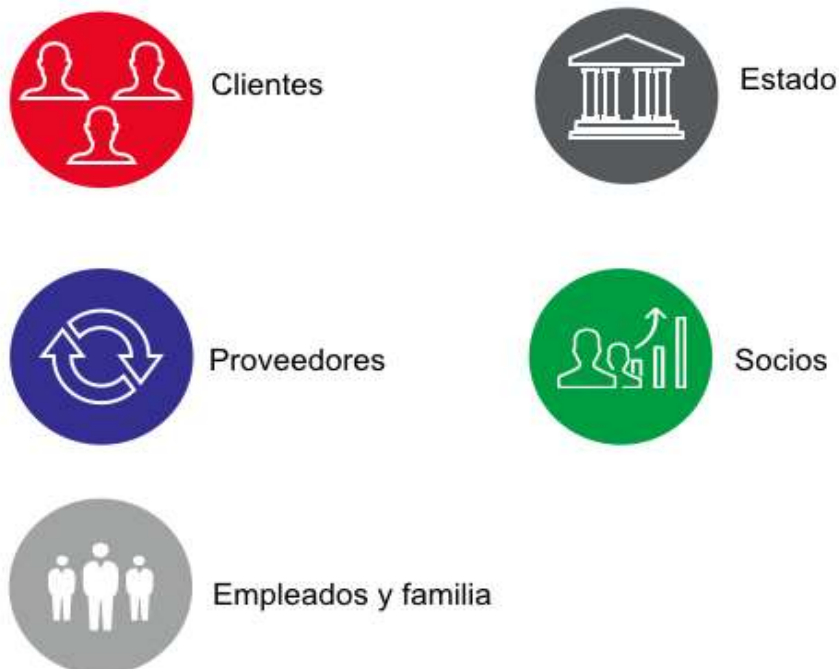 Clientes
Estado
Proveedores
Socios
Empleados y familia